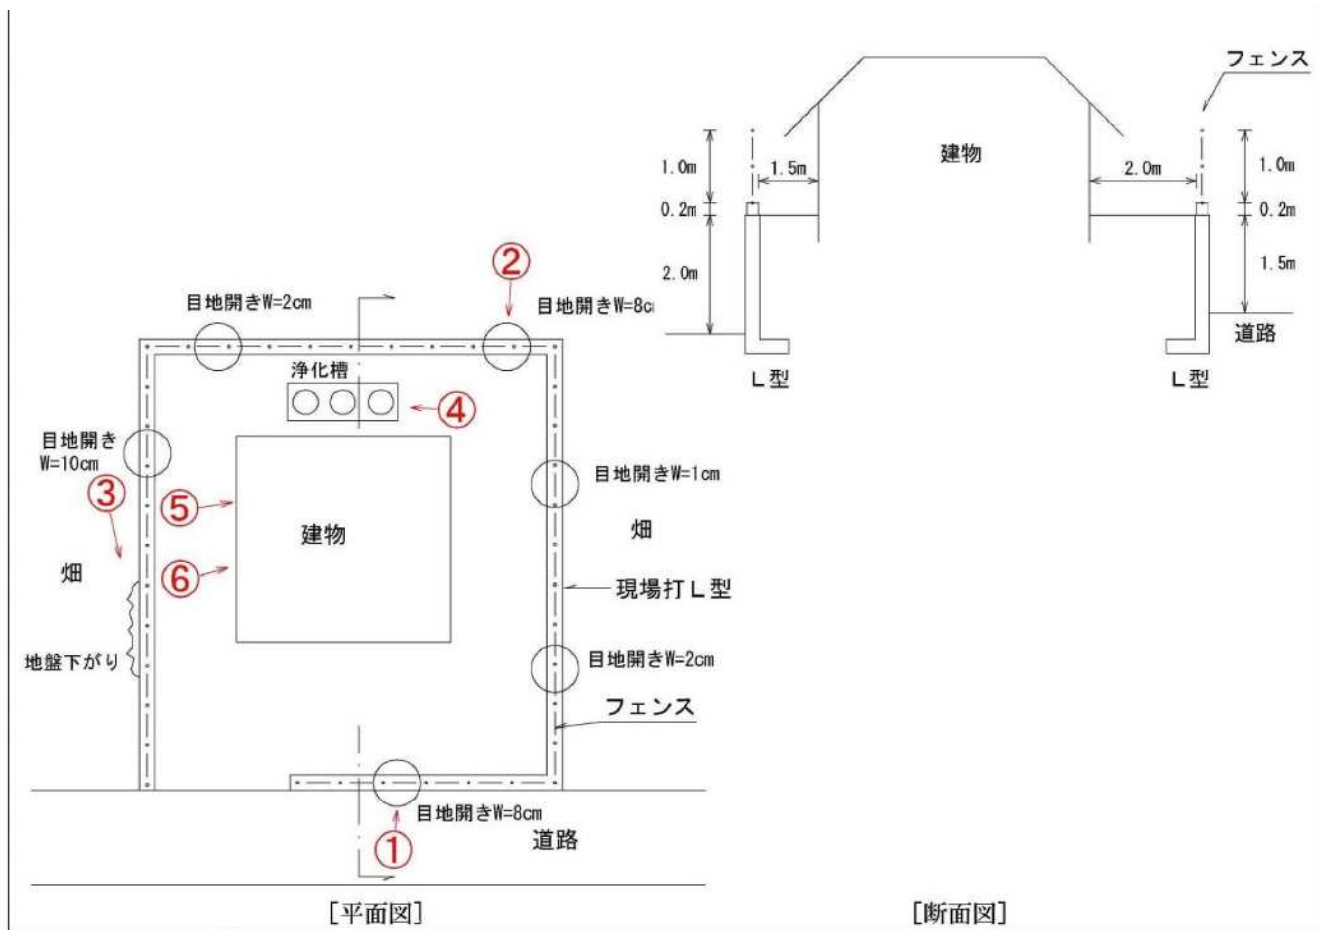 フェンス
建物
1.0m
1.5m
2.0m
1.0m
0.2m
0.2m
2.0m
1.5m
道路
L型
L型
②
目地開きW=2cm
目地開きW=8c
浄化槽
④
目地開き
W=10cm
③
目地開きW=1cm
⑤
建物
畑
畑
⑥
現場打L型
地盤下がり
目地開きW=2cm
フェンス
目地開きW=8cm
①
道路
[平面図]
[断面図]